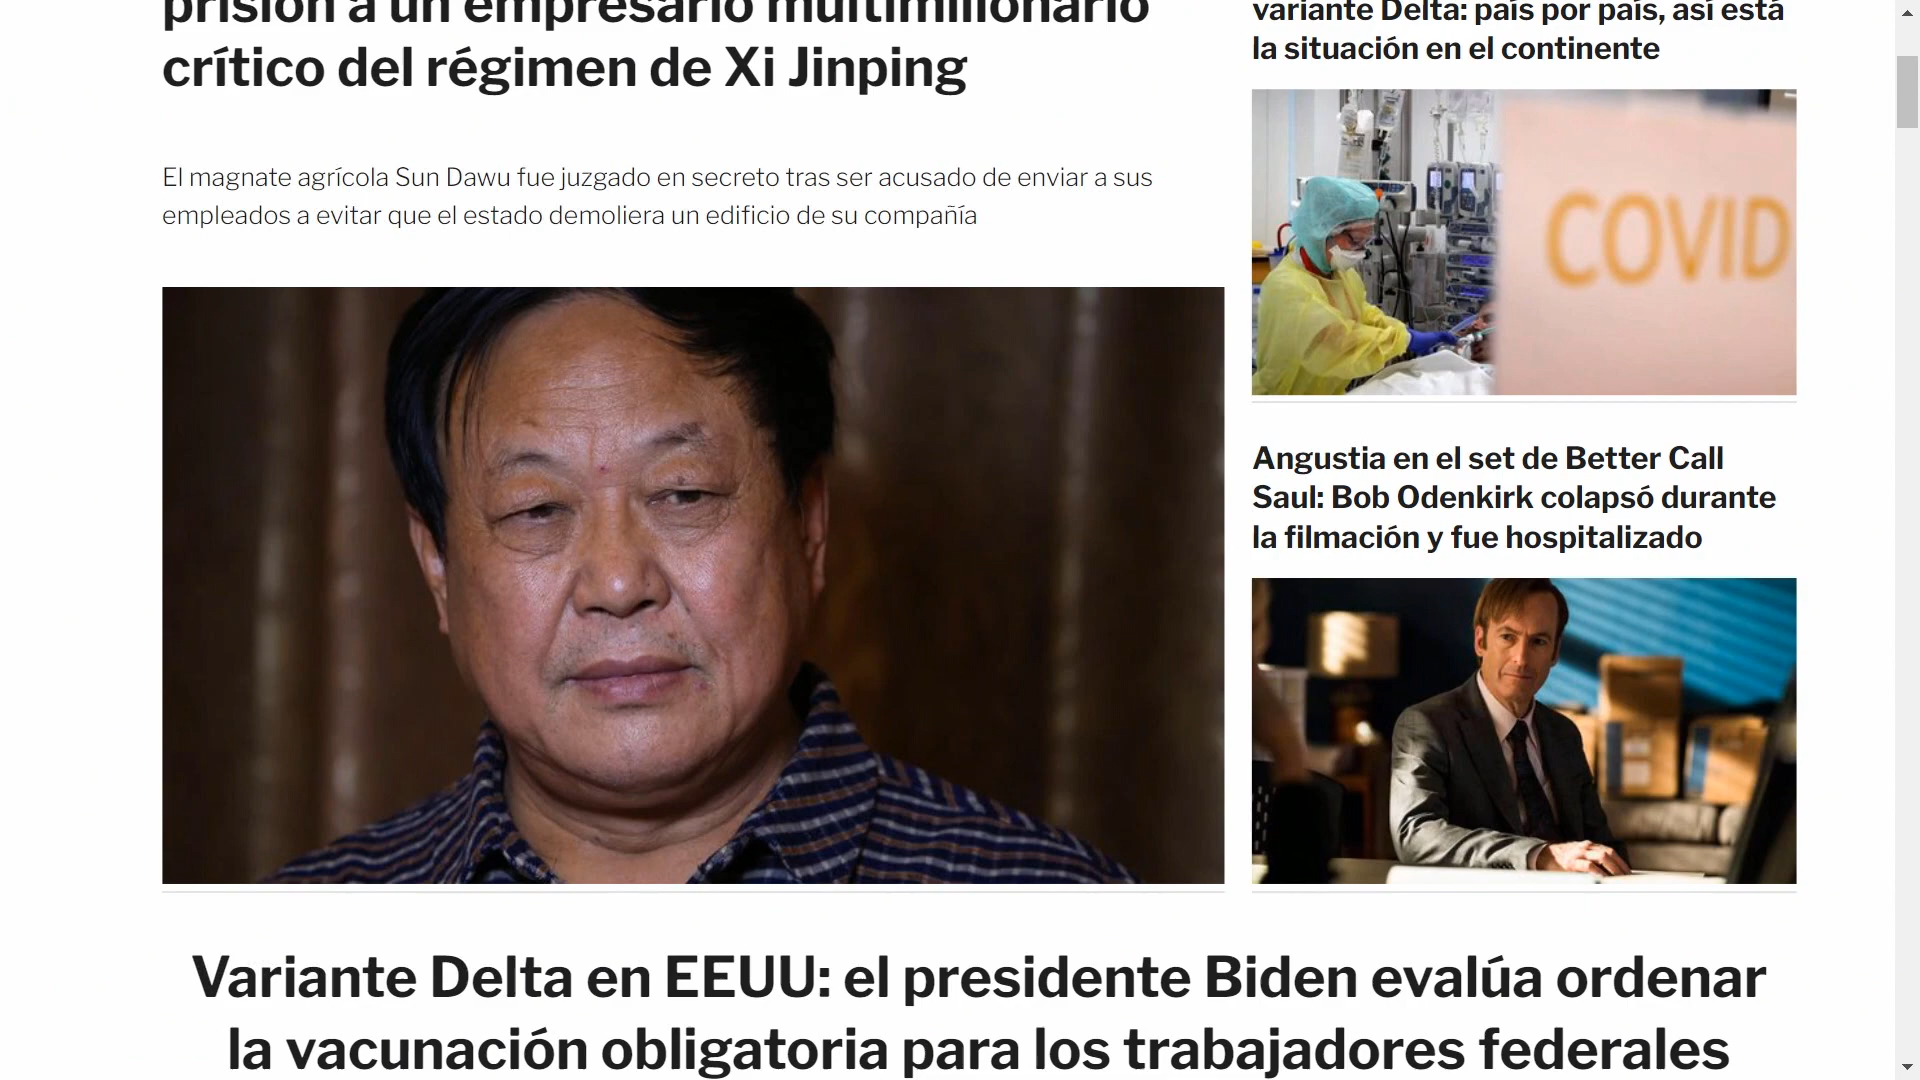 prisión a un empresario multimillonario
crítico del régimen de Xi Jinping
El magnate agrícola Sun Dawu fue juzgado en secreto tras ser acusado de enviar a sus
empleados a evitar que el estado demoliera un edificio de su compañía
variante Delta: país por país, así está
la situación en el continente
COVID
Angustia en el set de Better Call
Saul: Bob Odenkirk colapsó durante
la filmación y fue hospitalizado
Variante Delta en EEUU: el presidente Biden evalúa ordenar
la vacunación obligatoria para los trabajadores federales